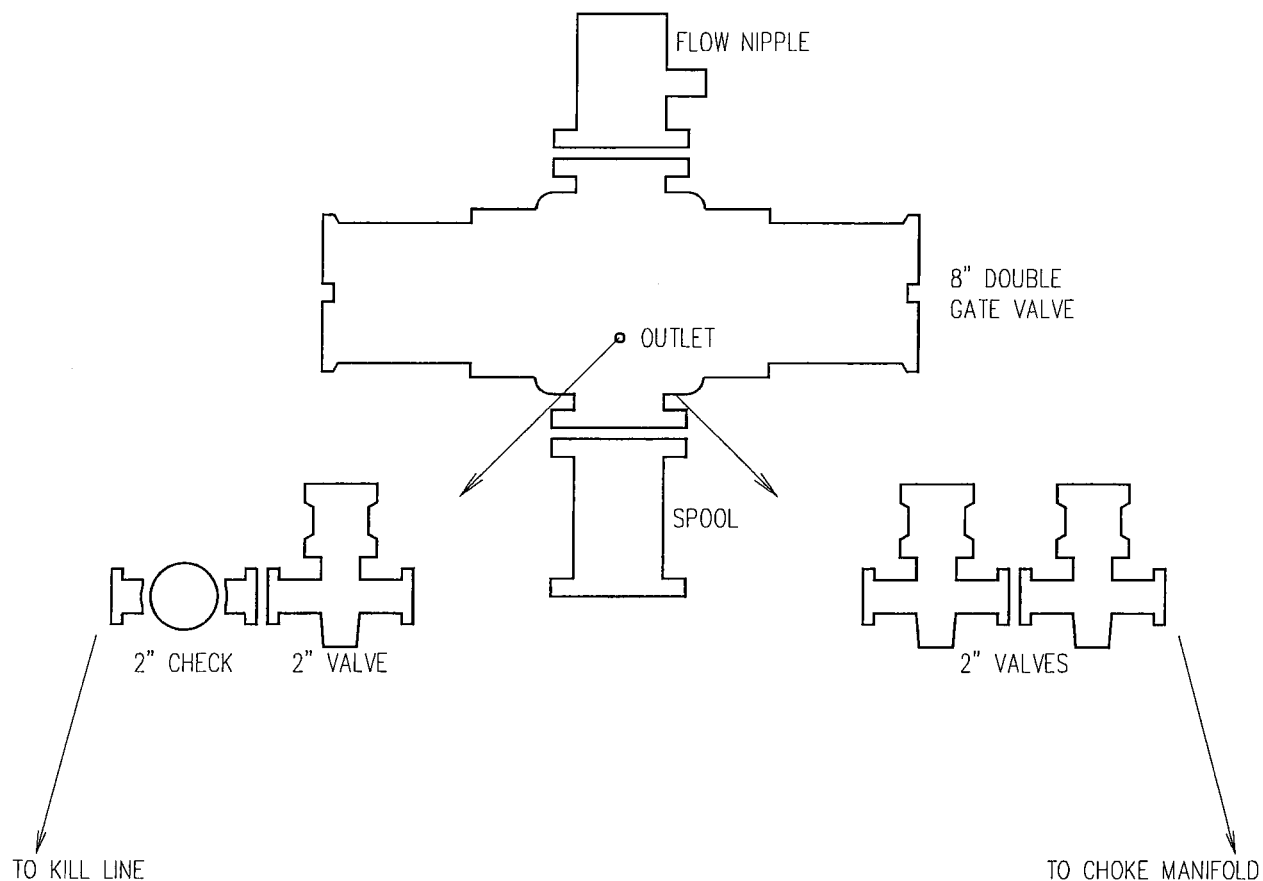 FLOW NIPPLE
8" DOUBLE
GATE VALVE
OUTLET
SPOOL
2" CHECK
2" VALVE
2" VALVES
TO KILL LINE
TO CHOKE MANIFOLD